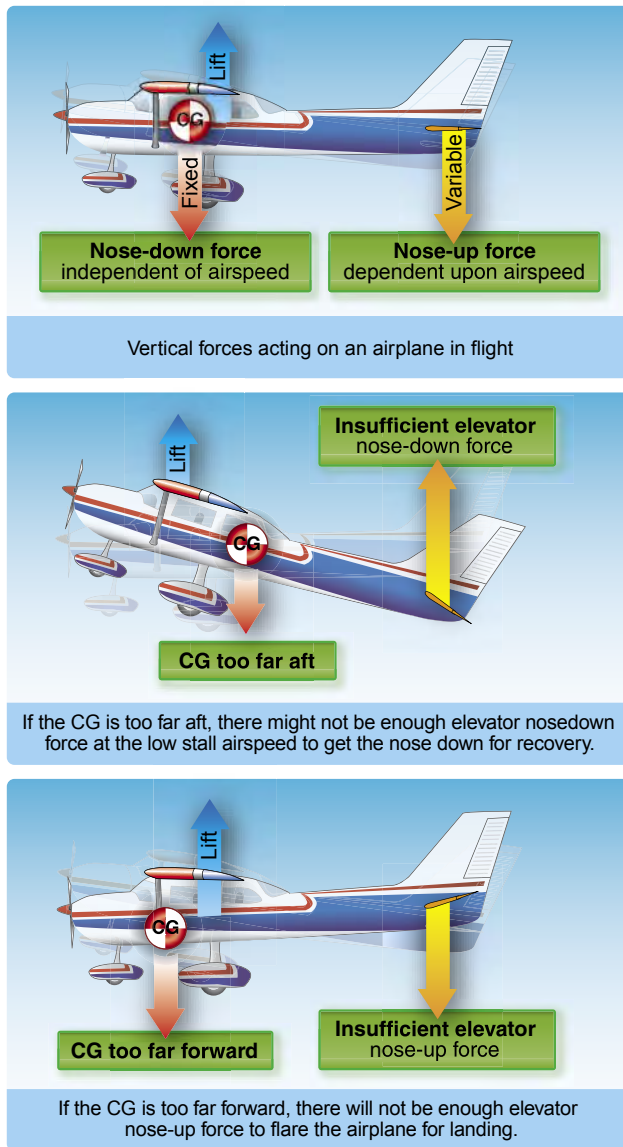 Lift
CG
Fixed
Variable
Nose-down force
independent of airspeed
Nose-up force
dependent upon airspeed
Vertical forces acting on an airplane in flight
Insufficient elevator
nose-down force
Lift
CG
CG too far aft
If the CG is too far aft, there might not be enough elevator nosedown
force at the low stall airspeed to get the nose down for recovery.
Lift
CG
CG too far forward
Insufficient elevator
nose-up force
If the CG is too far forward, there will not be enough elevator
nose-up force to flare the airplane for landing.